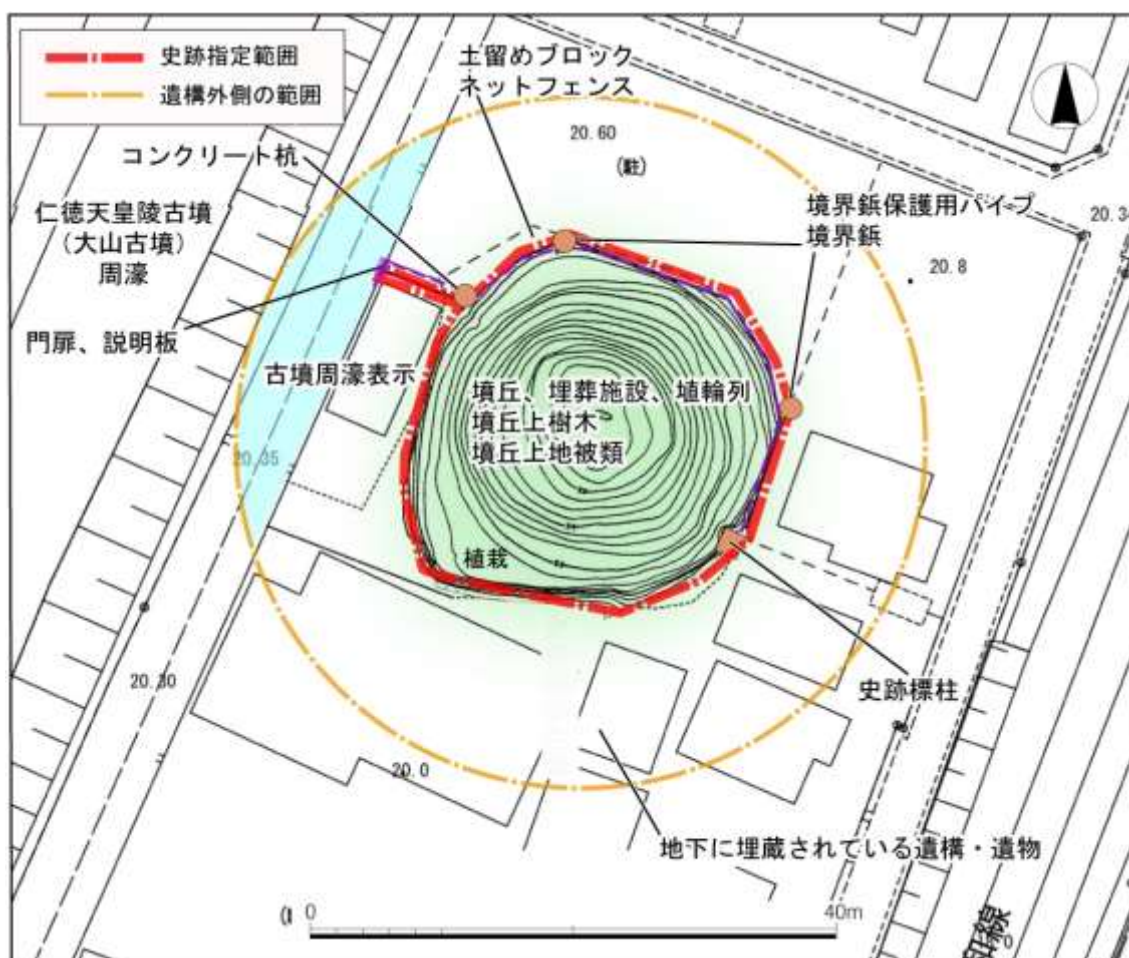 史跡指定範囲
遺構外側の範囲
土留めブロック
ネットフェンス
20.60
(駐)
コンクリート杭
仁徳天皇陵古墳
(大山古墳)
周濠
境界鋲保護用パイプ
境界鋲
20.34
20.8
門扉、説明板
古墳周濠表示
墳丘、埋葬施設、埴輪列
墳丘上樹木
墳丘上地被類
20.35
植栽
20.30
史跡標柱
20.0
地下に埋蔵されている遺構・遺物
0
40m